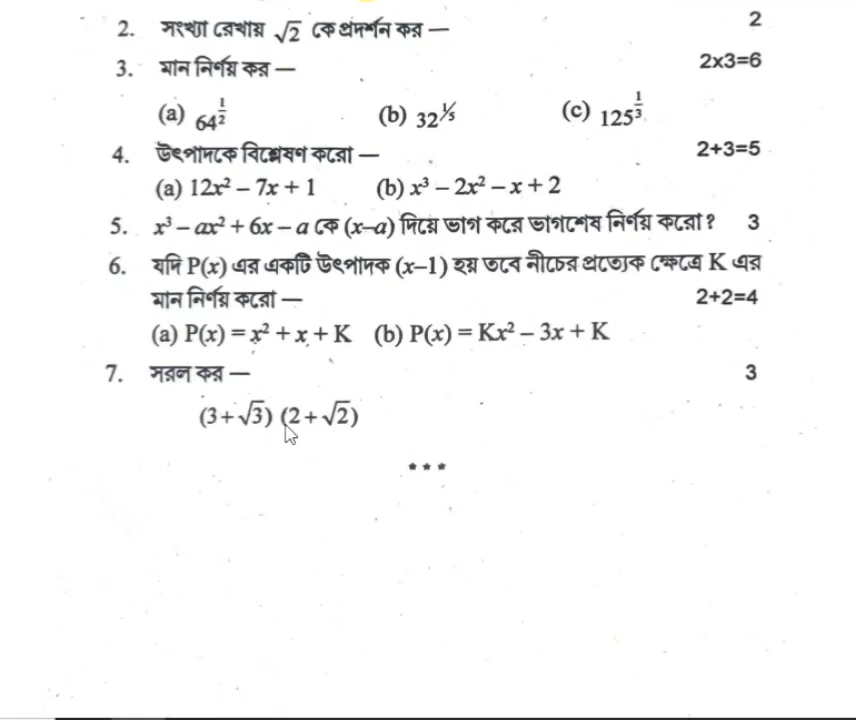 2. সংখ্যা রেখায় √2 কে প্রদর্শন কর — 2
3. মান নির্ণয় কর — 2x3=6
(a) 64^(1/2) (b) 32^(1/5) (c) 125^(1/3)
4. উৎপাদকে বিশ্লেষণ করো — 2+3=5
(a) 12x² – 7x + 1 (b) x³ – 2x² – x + 2
5. x³ – ax² + 6x – a কে (x–a) দিয়ে ভাগ করে ভাগশেষ নির্ণয় করো? 3
6. যদি P(x) এর একটি উৎপাদক (x–1) হয় তবে নীচের প্রত্যেক ক্ষেত্রে K এর
মান নির্ণয় করো — 2+2=4
(a) P(x) = x² + x + K (b) P(x) = Kx² – 3x + K
7. সরল কর — 3
(3+√3) (2+√2)
* * *